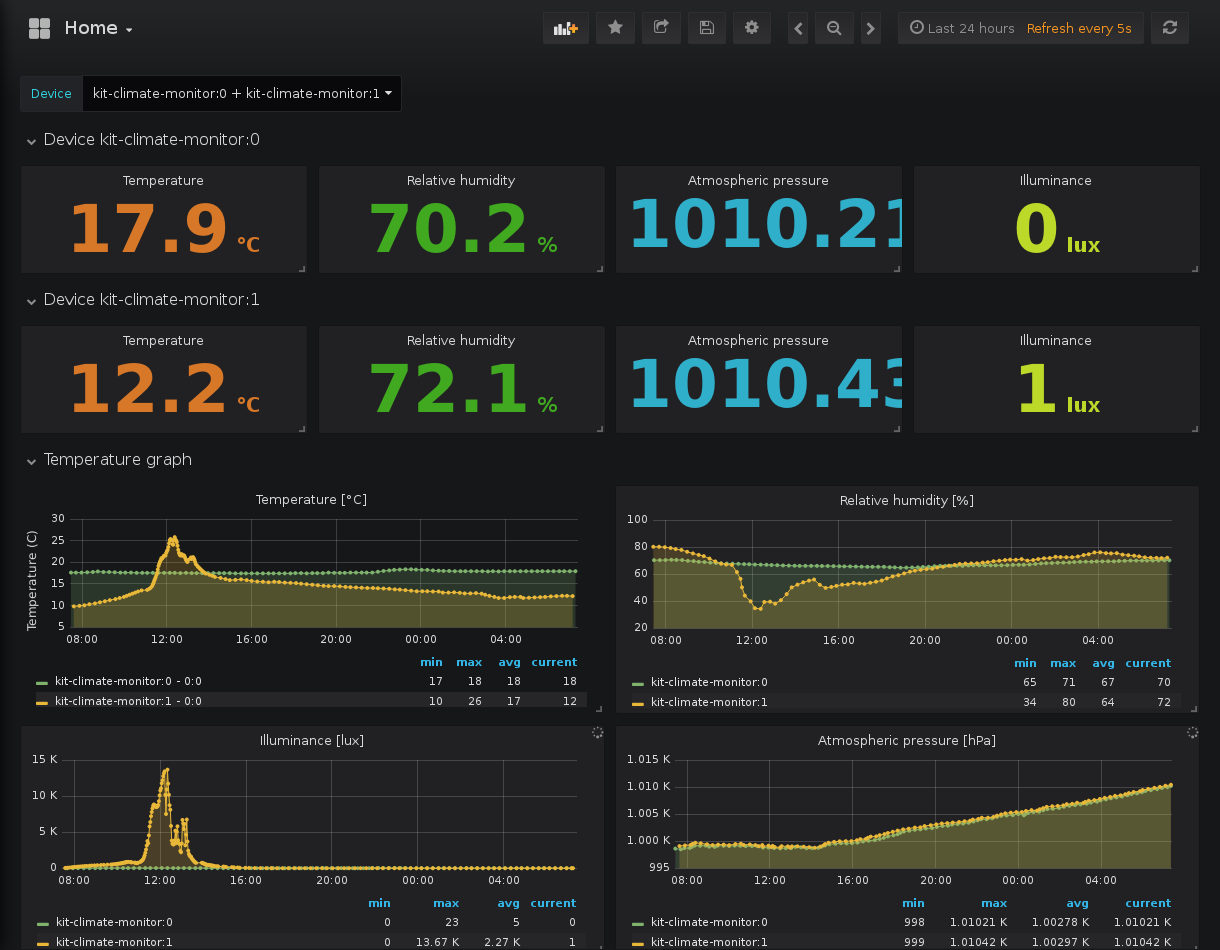 Home
Last 24 hours Refresh every 5s
Device kit-climate-monitor:0 + kit-climate-monitor:1
Device kit-climate-monitor:0
Temperature Relative humidity Atmospheric pressure Illuminance
17.9 °C 70.2 % 1010.21 0 lux
Device kit-climate-monitor:1
Temperature Relative humidity Atmospheric pressure Illuminance
12.2 °C 72.1 % 1010.43 1 lux
Temperature graph
Temperature [°C]
Temperature (C)
30
25
20
15
10
5
08:00 12:00 16:00 20:00 00:00 04:00
min max avg current
kit-climate-monitor:0 - 0:0 17 18 18 18
kit-climate-monitor:1 - 0:0 10 26 17 12
Relative humidity [%]
100
80
60
40
20
08:00 12:00 16:00 20:00 00:00 04:00
min max avg current
kit-climate-monitor:0 65 71 67 70
kit-climate-monitor:1 34 80 64 72
Illuminance [lux]
15 K
10 K
5 K
0
08:00 12:00 16:00 20:00 00:00 04:00
min max avg current
kit-climate-monitor:0 0 23 5 0
kit-climate-monitor:1 0 13.67 K 2.27 K 1
Atmospheric pressure [hPa]
1.015 K
1.010 K
1.005 K
1.000 K
995
08:00 12:00 16:00 20:00 00:00 04:00
min max avg current
kit-climate-monitor:0 998 1.01021 K 1.00278 K 1.01021 K
kit-climate-monitor:1 999 1.01042 K 1.00297 K 1.01042 K